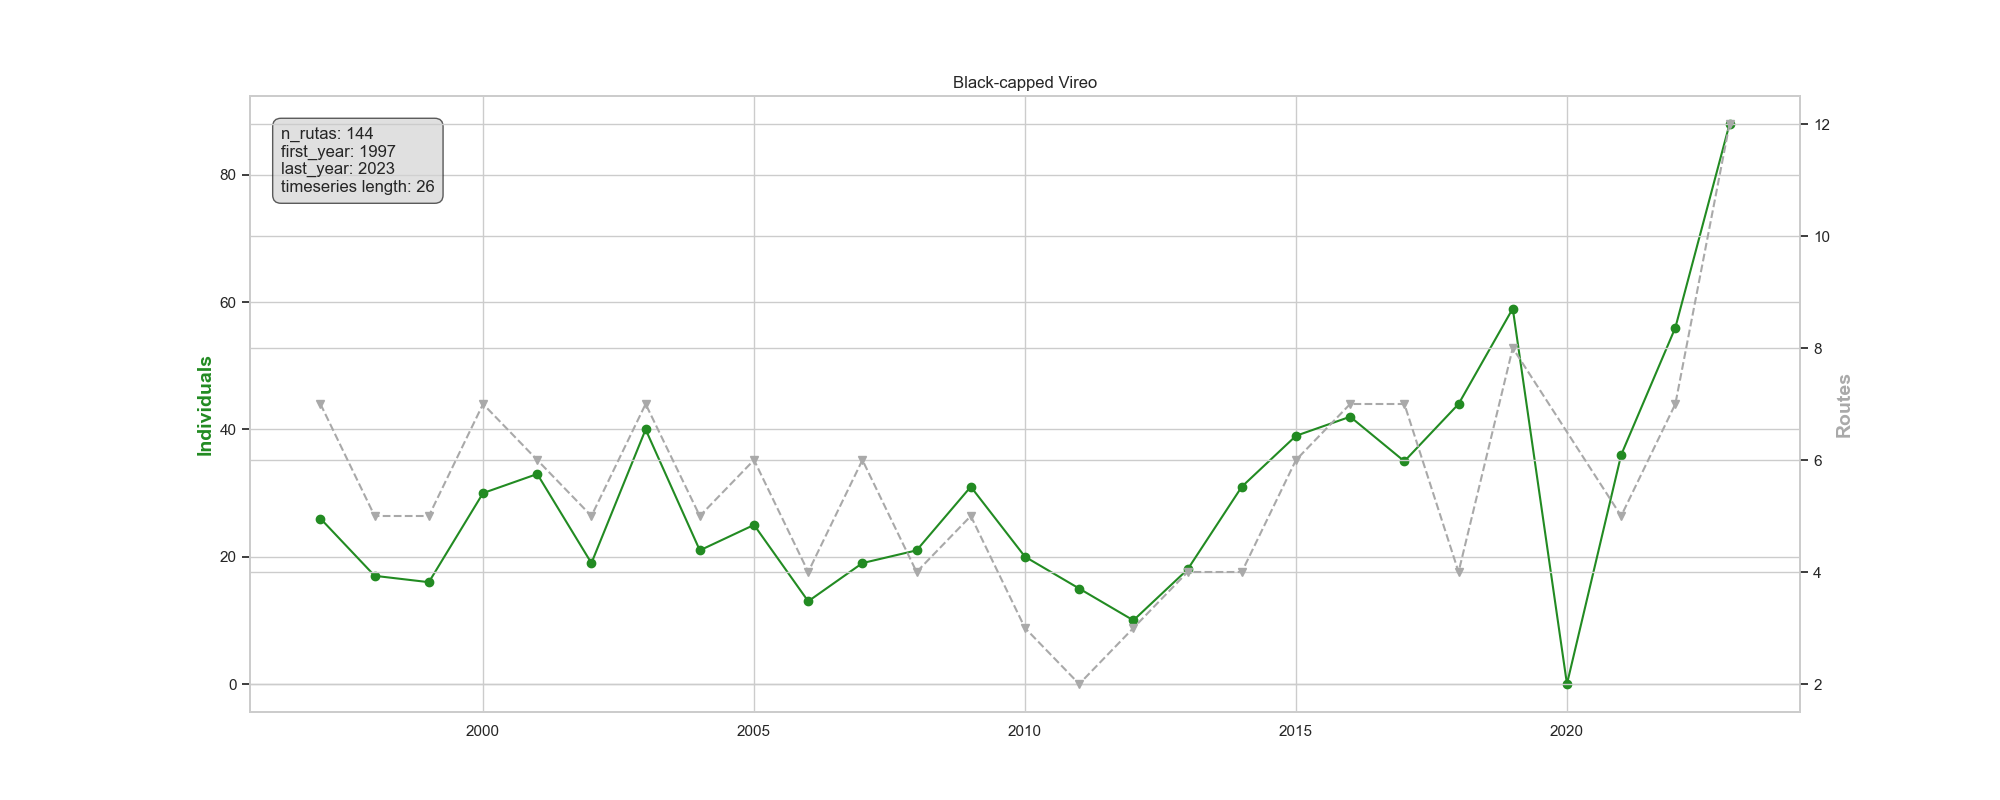 Black-capped Vireo
n_rutas: 144
first_year: 1997
last_year: 2023
timeseries length: 26
Individuals
80
60
40
20
0
12
10
8
6
4
2
Routes
2000
2005
2010
2015
2020